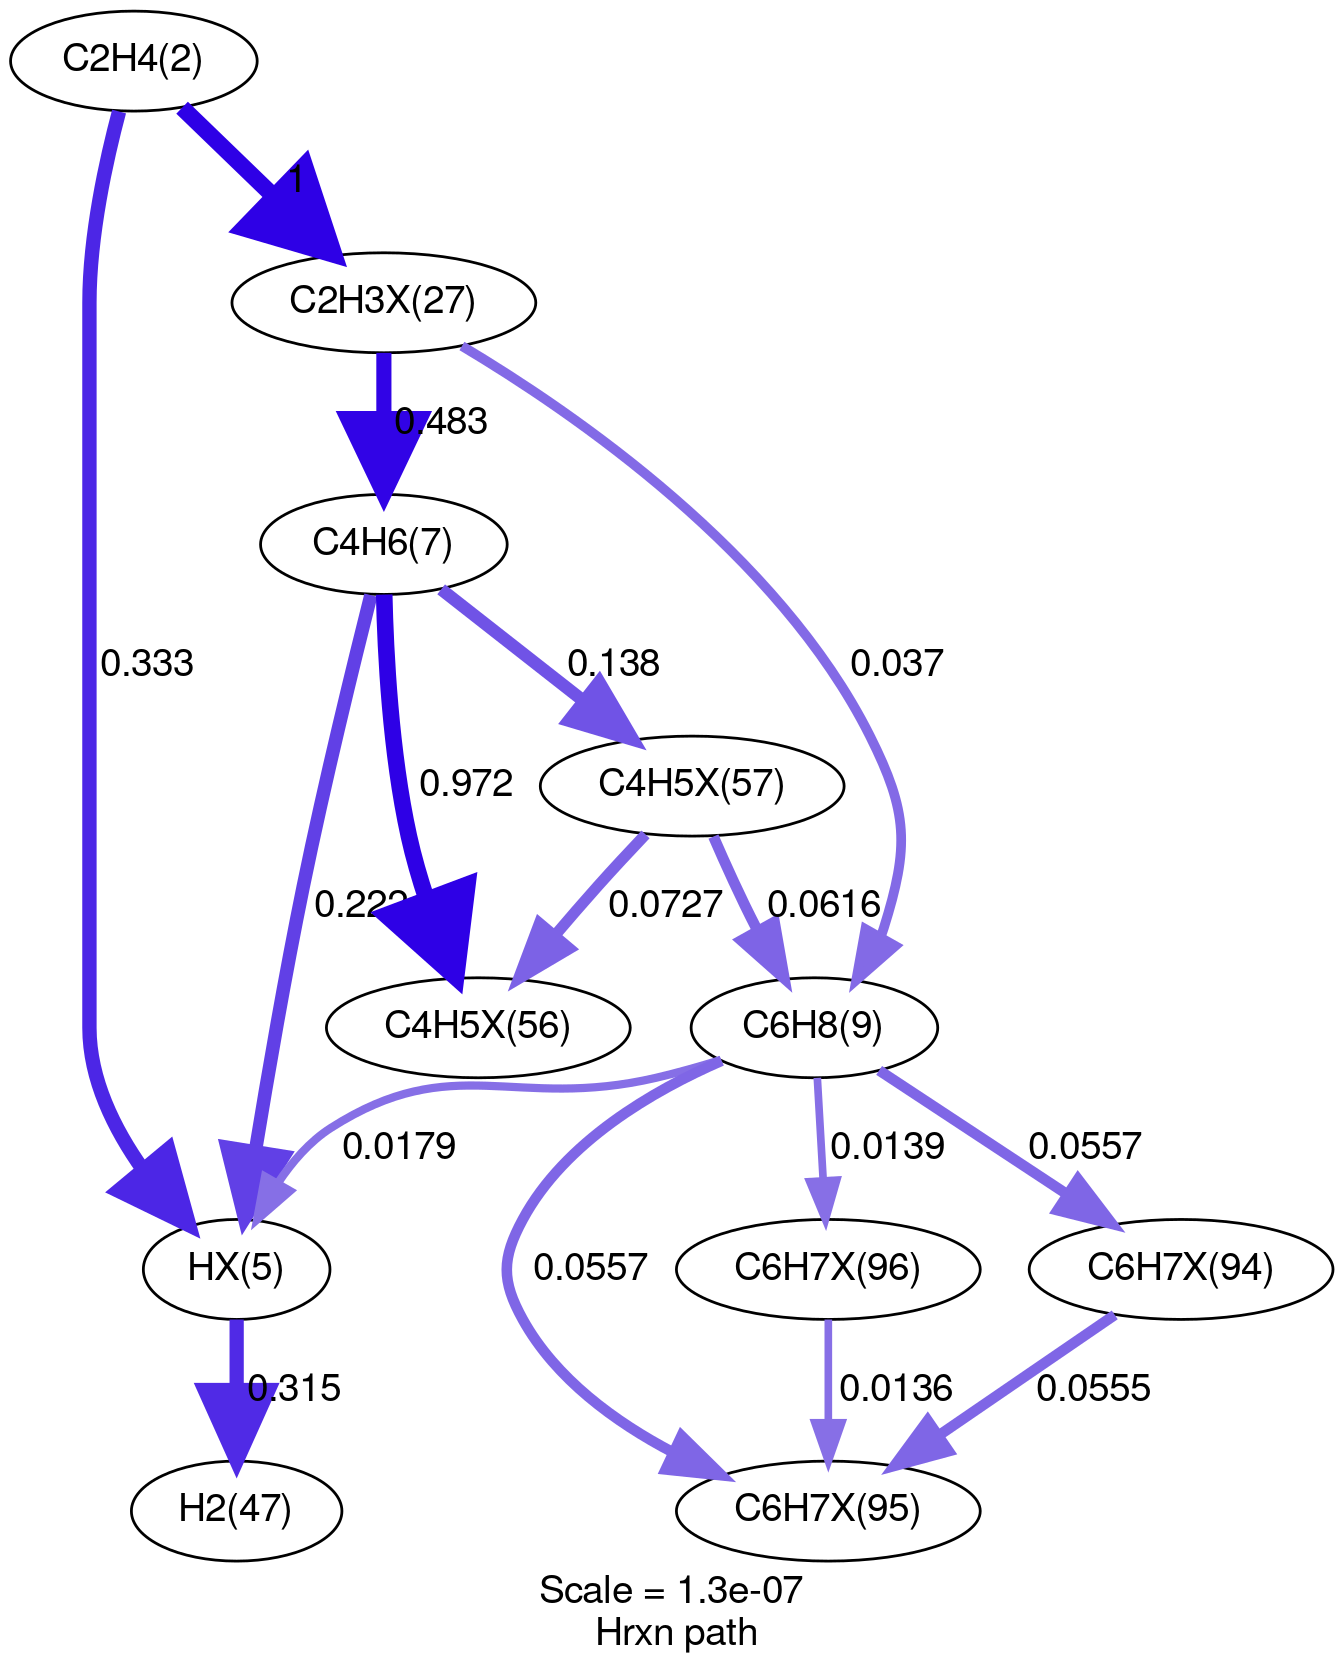 C2H4(2)
1
C2H3X(27)
0.483
C4H6(7)
0.333
0.138
0.037
0.972
C4H5X(57)
0.222
0.0727
0.0616
C4H5X(56)
C6H8(9)
0.0179
0.0139
0.0557
HX(5)
0.0557
C6H7X(96)
C6H7X(94)
0.315
0.0136
0.0555
H2(47)
C6H7X(95)
Scale = 1.3e-07
Hrxn path